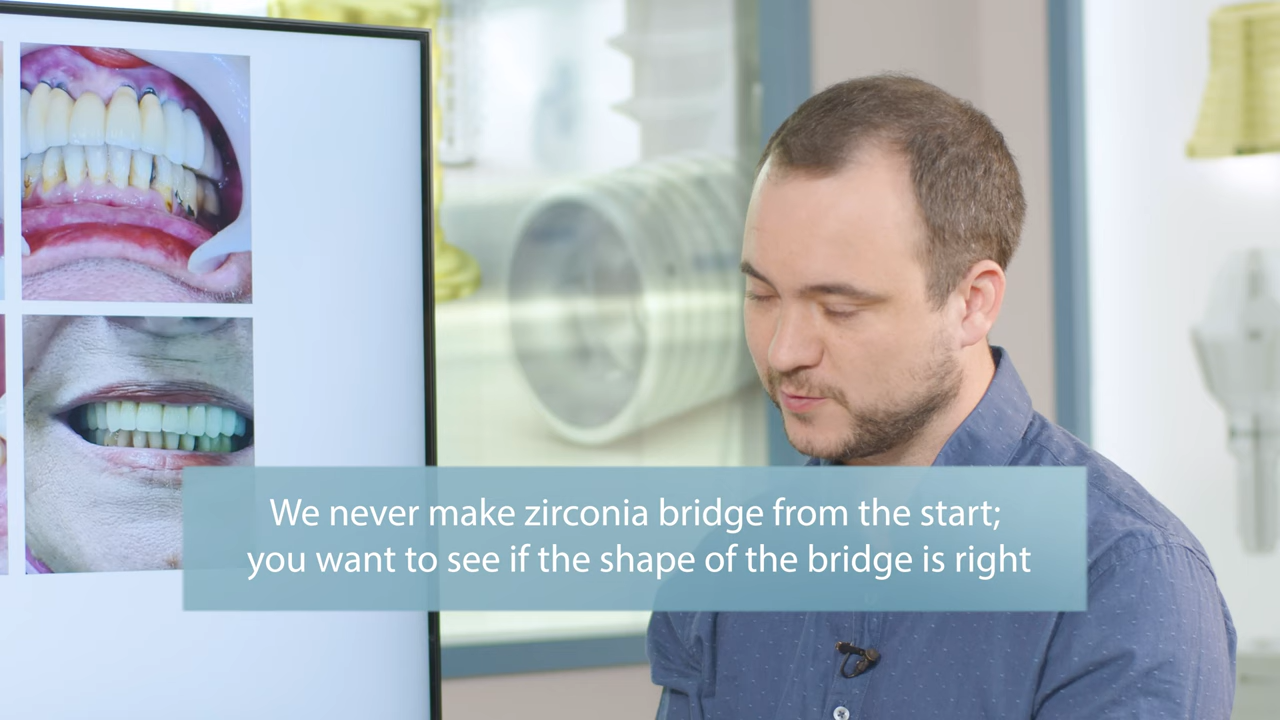 We never make zirconia bridge from the start;
you want to see if the shape of the bridge is right